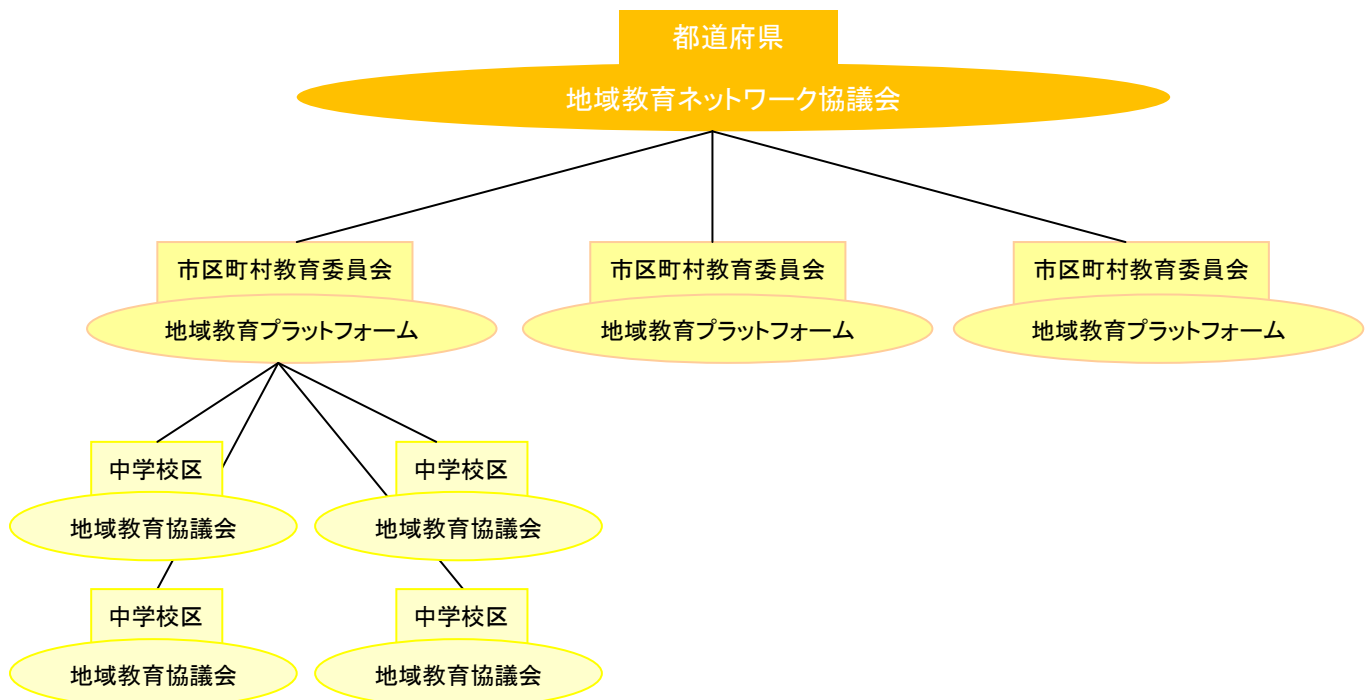 都道府県
地域教育ネットワーク協議会
市区町村教育委員会
地域教育プラットフォーム
市区町村教育委員会
地域教育プラットフォーム
市区町村教育委員会
地域教育プラットフォーム
中学校区
地域教育協議会
中学校区
地域教育協議会
中学校区
地域教育協議会
中学校区
地域教育協議会